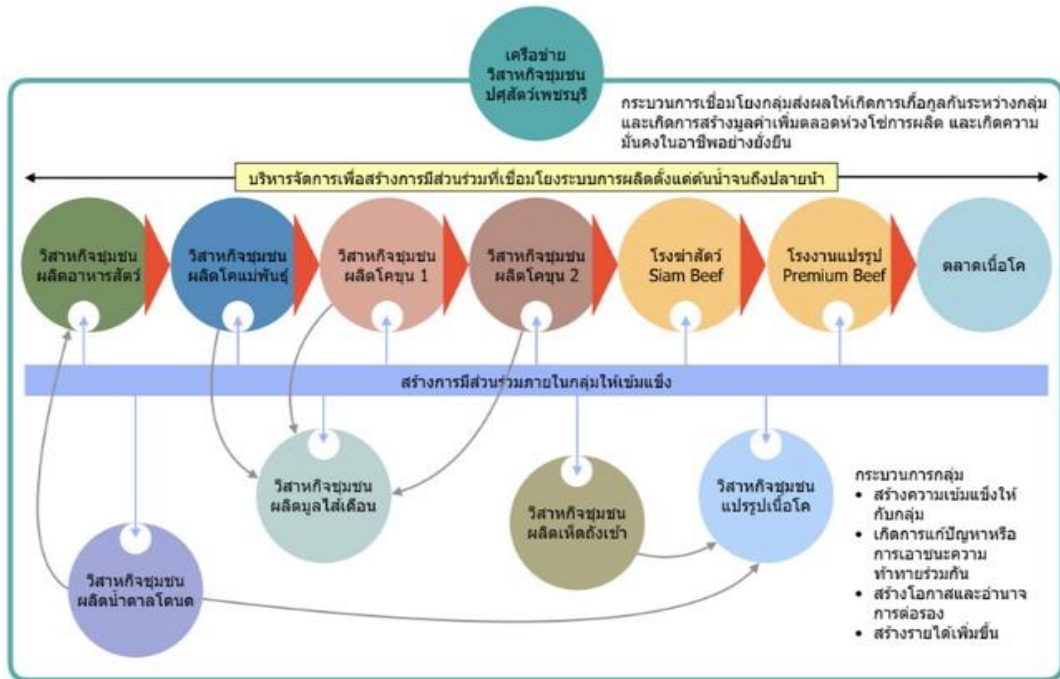 เครือข่าย
วิสาหกิจชุมชน
ปศุสัตว์เพชรบุรี
กระบวนการเชื่อมโยงกลุ่มส่งผลให้เกิดการเกื้อกูลกันระหว่างกลุ่ม
และเกิดการสร้างมูลค่าเพิ่มตลอดห่วงโซ่การผลิต และเกิดความ
มั่นคงในอาชีพอย่างยั่งยืน
บริหารจัดการเพื่อสร้างการมีส่วนร่วมที่เชื่อมโยงระบบการผลิตตั้งแต่ต้นน้ำจนถึงปลายน้ำ
วิสาหกิจชุมชน
ผลิตอาหารสัตว์
วิสาหกิจชุมชน
ผลิตโคแม่พันธุ์
วิสาหกิจชุมชน
ผลิตโคขุน 1
วิสาหกิจชุมชน
ผลิตโคขุน 2
โรงฆ่าสัตว์
Siam Beef
โรงงานแปรรูป
Premium Beef
ตลาดเนื้อโค
สร้างการมีส่วนร่วมภายในกลุ่มให้เข้มแข็ง
วิสาหกิจชุมชน
ผลิตมูลไส้เดือน
วิสาหกิจชุมชน
ผลิตเห็ดถังเช้า
วิสาหกิจชุมชน
แปรรูปเนื้อโค
วิสาหกิจชุมชน
ผลิตน้ำตาลโตนด
กระบวนการกลุ่ม
• สร้างความเข้มแข็งให้
กับกลุ่ม
• เกิดการแก้ปัญหาหรือ
การเอาชนะความ
ท้าทายร่วมกัน
• สร้างโอกาสและอำนาจ
การต่อรอง
• สร้างรายได้เพิ่มขึ้น